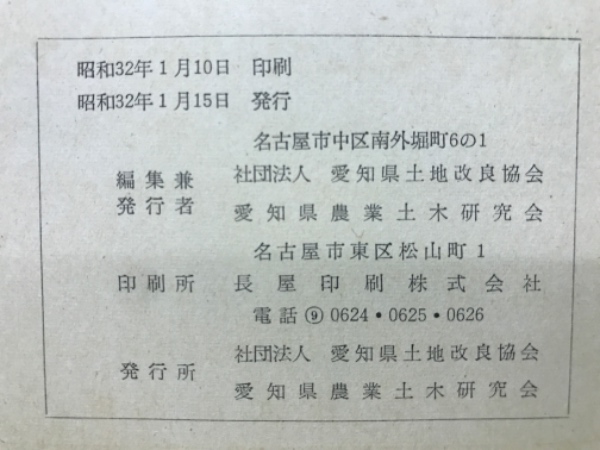 昭和32年1月10日 印刷
昭和32年1月15日 発行
名古屋市中区南外堀町6の1
編集兼 社団法人 愛知県土地改良協会
発行者 愛知県農業土木研究会
名古屋市東区松山町1
印刷所 長屋印刷株式会社
電話⑨0624・0625・0626
発行所 社団法人 愛知県土地改良協会
愛知県農業土木研究会